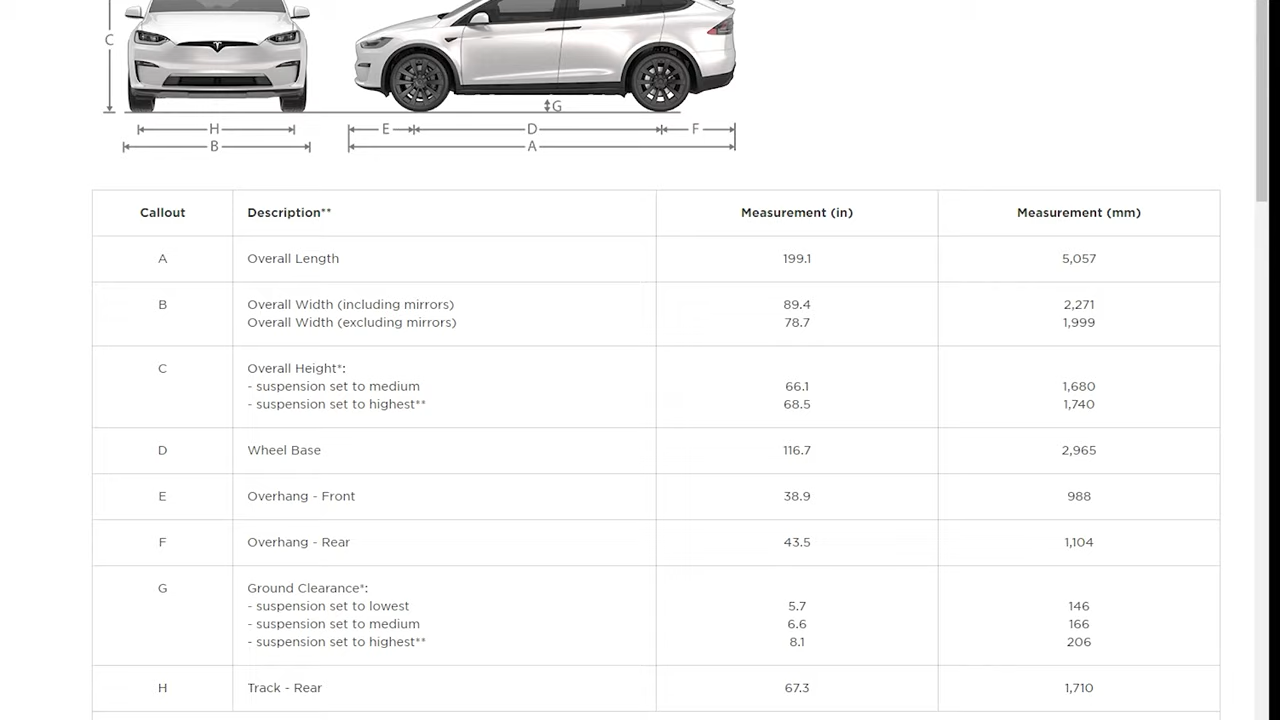 C
G
H
E
D
F
B
A
Callout
Description**
Measurement (in)
Measurement (mm)
A
Overall Length
199.1
5,057
B
Overall Width (including mirrors)
89.4
2,271
Overall Width (excluding mirrors)
78.7
1,999
C
Overall Height*:
- suspension set to medium
66.1
1,680
- suspension set to highest**
68.5
1,740
D
Wheel Base
116.7
2,965
E
Overhang - Front
38.9
988
F
Overhang - Rear
43.5
1,104
G
Ground Clearance*:
- suspension set to lowest
5.7
146
- suspension set to medium
6.6
166
- suspension set to highest**
8.1
206
H
Track - Rear
67.3
1,710